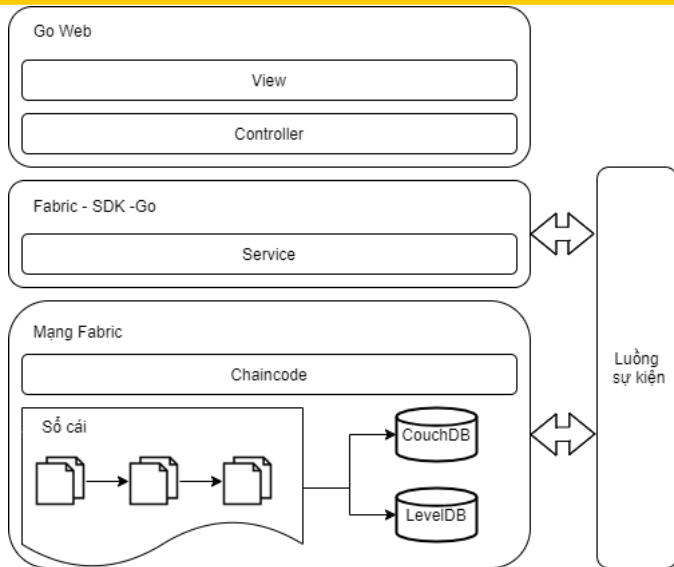 Go Web
View
Controller
Fabric - SDK -Go
Service
Mạng Fabric
Chaincode
Sổ cái
CouchDB
LevelDB
Luồng
sự kiện